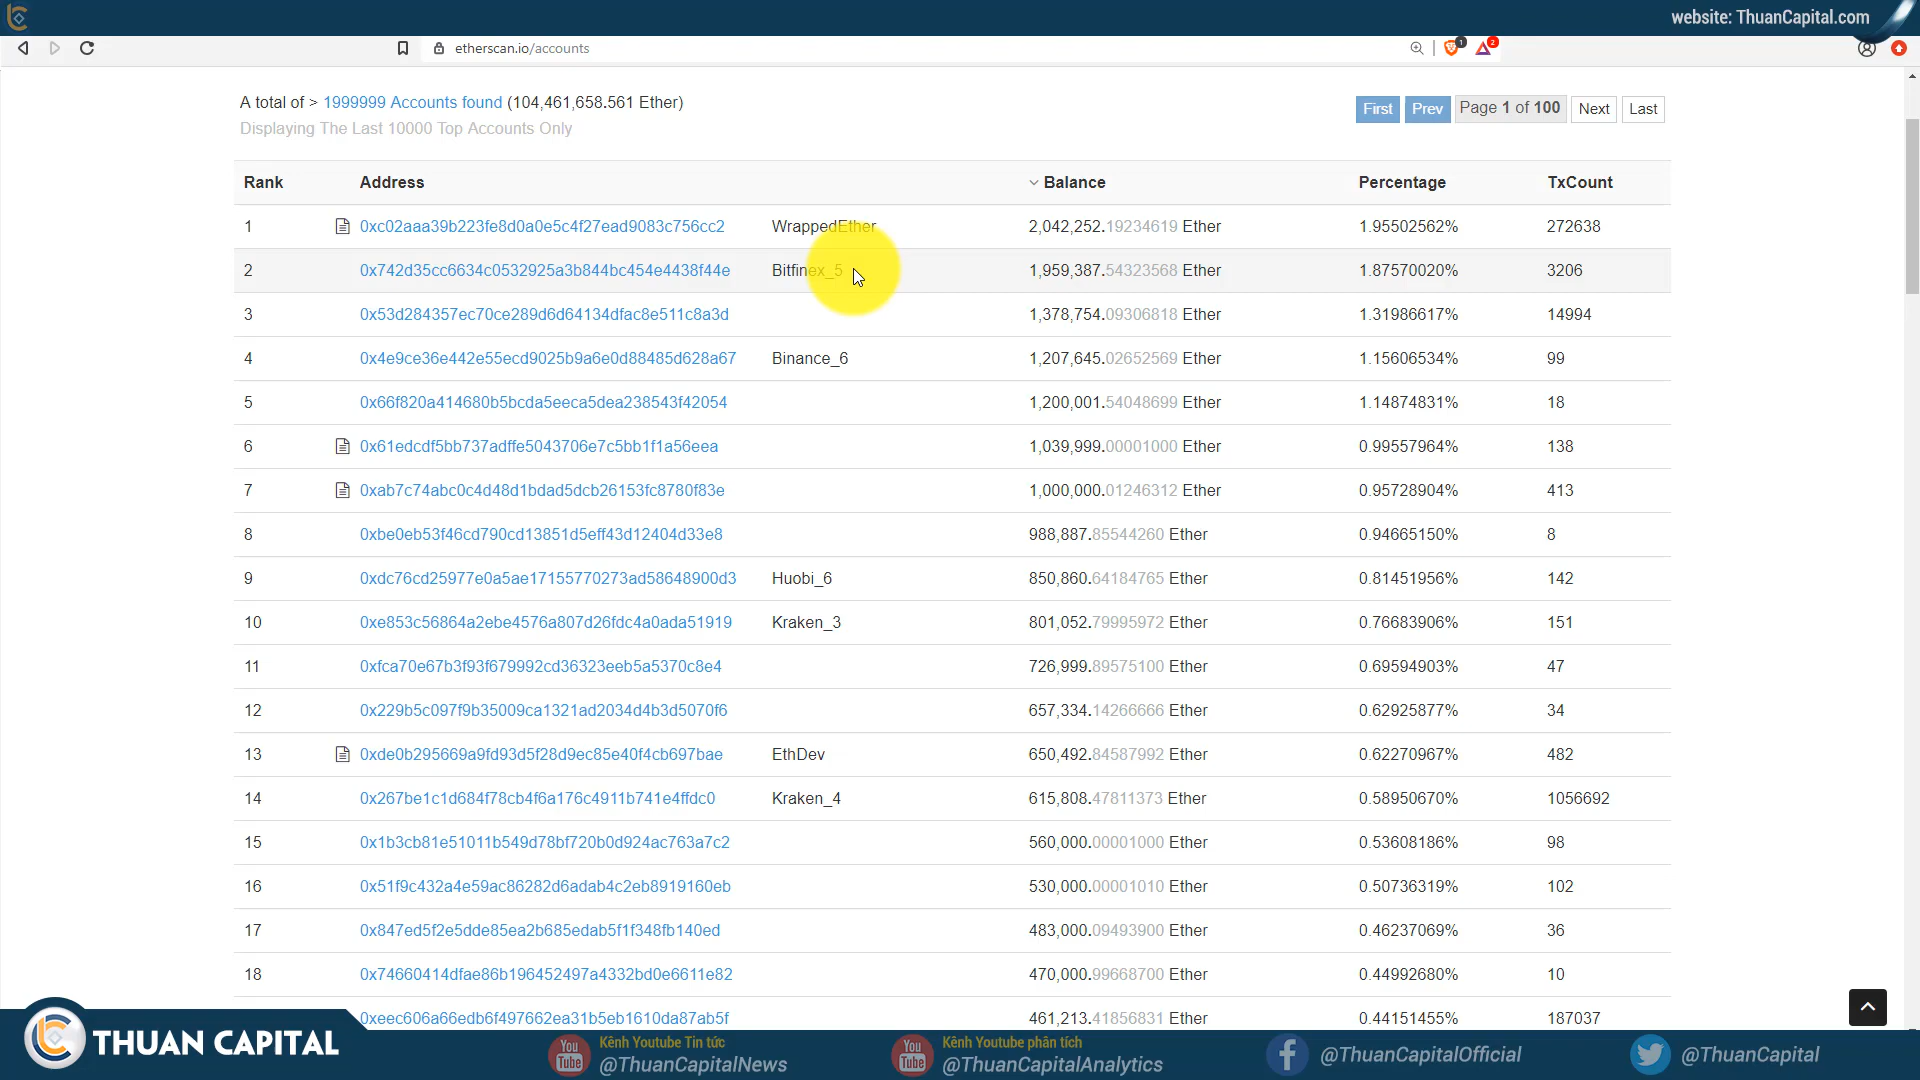 website: ThuanCapital.com
etherscan.io/accounts
1
2
A total of > 1999999 Accounts found (104,461,658.561 Ether)
Displaying The Last 10000 Top Accounts Only
First Prev Page 1 of 100 Next Last
Rank Address Balance Percentage TxCount
1 0xc02aaa39b223fe8d0a0e5c4f27ead9083c756cc2 WrappedEther 2,042,252.19234619 Ether 1.95502562% 272638
2 0x742d35cc6634c0532925a3b844bc454e4438f44e Bitfinex_5 1,959,387.54323568 Ether 1.87570020% 3206
3 0x53d284357ec70ce289d6d64134dfac8e511c8a3d 1,378,754.09306818 Ether 1.31986617% 14994
4 0x4e9ce36e442e55ecd9025b9a6e0d88485d628a67 Binance_6 1,207,645.02652569 Ether 1.15606534% 99
5 0x66f820a414680b5bcda5eeca5dea238543f42054 1,200,001.54048699 Ether 1.14874831% 18
6 0x61edcdf5bb737adffe5043706e7c5bb1f1a56eea 1,039,999.00001000 Ether 0.99557964% 138
7 0xab7c74abc0c4d48d1bdad5dcb26153fc8780f83e 1,000,000.01246312 Ether 0.95728904% 413
8 0xbe0eb53f46cd790cd13851d5eff43d12404d33e8 988,887.85544260 Ether 0.94665150% 8
9 0xdc76cd25977e0a5ae17155770273ad58648900d3 Huobi_6 850,860.64184765 Ether 0.81451956% 142
10 0xe853c56864a2ebe4576a807d26fdc4a0ada51919 Kraken_3 801,052.79995972 Ether 0.76683906% 151
11 0xfca70e67b3f93f679992cd36323eeb5a5370c8e4 726,999.89575100 Ether 0.69594903% 47
12 0x229b5c097f9b35009ca1321ad2034d4b3d5070f6 657,334.14266666 Ether 0.62925877% 34
13 0xde0b295669a9fd93d5f28d9ec85e40f4cb697bae EthDev 650,492.84587992 Ether 0.62270967% 482
14 0x267be1c1d684f78cb4f6a176c4911b741e4ffdc0 Kraken_4 615,808.47811373 Ether 0.58950670% 1056692
15 0x1b3cb81e51011b549d78bf720b0d924ac763a7c2 560,000.00001000 Ether 0.53608186% 98
16 0x51f9c432a4e59ac86282d6adab4c2eb8919160eb 530,000.00001010 Ether 0.50736319% 102
17 0x847ed5f2e5dde85ea2b685edab5f1f348fb140ed 483,000.09493900 Ether 0.46237069% 36
18 0x74660414dfae86b196452497a4332bd0e6611e82 470,000.99668700 Ether 0.44992680% 10
0xeec606a66edb6f497662ea31b5eb1610da87ab5f 461,213.41856831 Ether 0.44151455% 187037
THUAN CAPITAL
You Tube
Kênh Youtube Tin tức
@ThuanCapitalNews
You Tube
Kênh Youtube phân tích
@ThuanCapitalAnalytics
@ThuanCapitalOfficial
@ThuanCapital